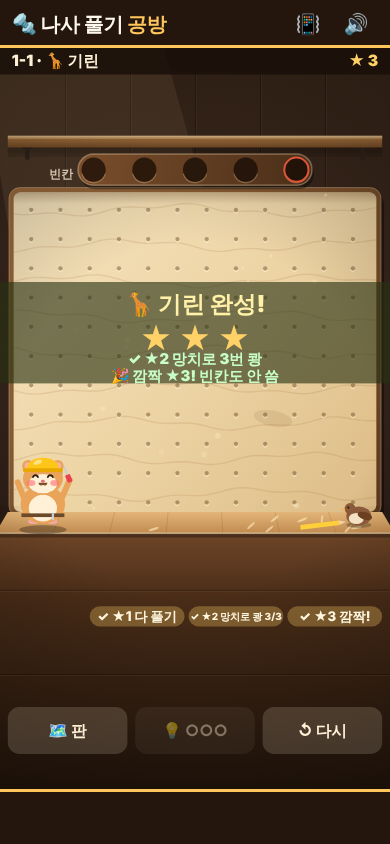 나사 풀기 공방
1-1 · 기린
★ 3
빈칸
기린 완성!
★ ★ ★
✓ ★2 망치로 3번 쾅
깜짝 ★3! 빈칸도 안 씀
✓ ★1 다 풀기
✓ ★2 망치로 쾅 3/3
✓ ★3 깜짝!
판
다시